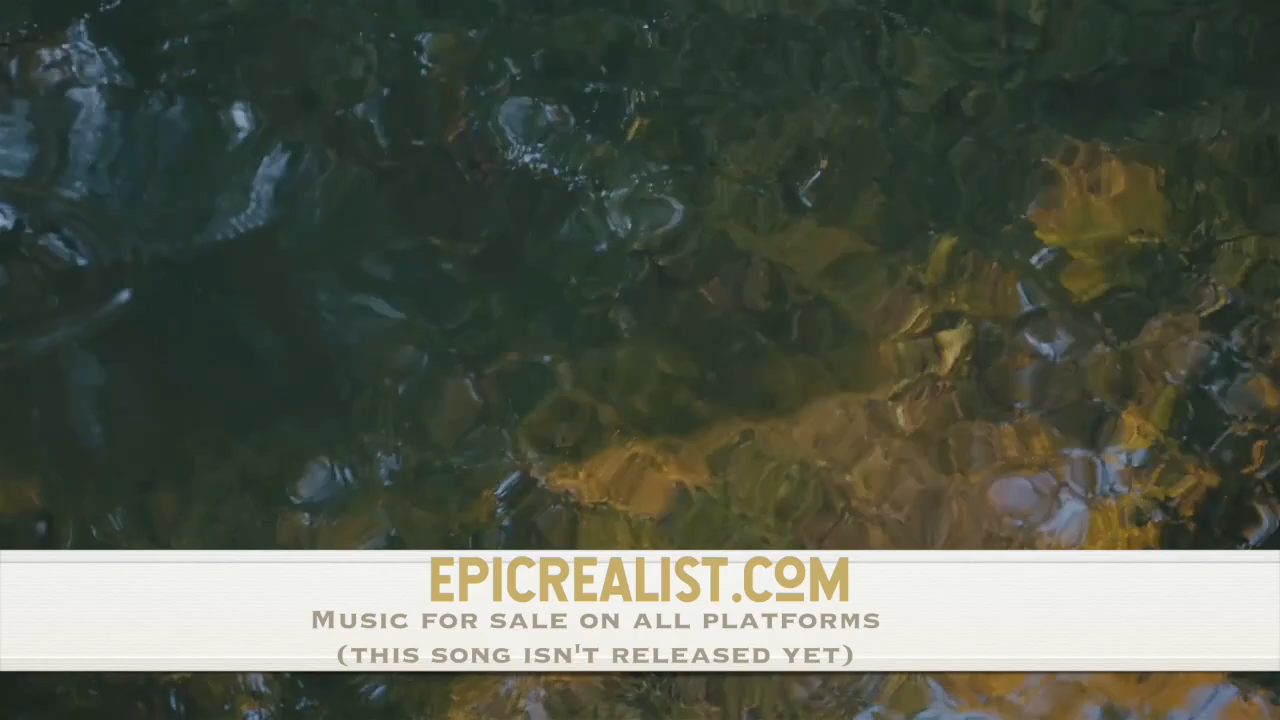 EPICREALIST.COM
MUSIC FOR SALE ON ALL PLATFORMS
(THIS SONG ISN'T RELEASED YET)